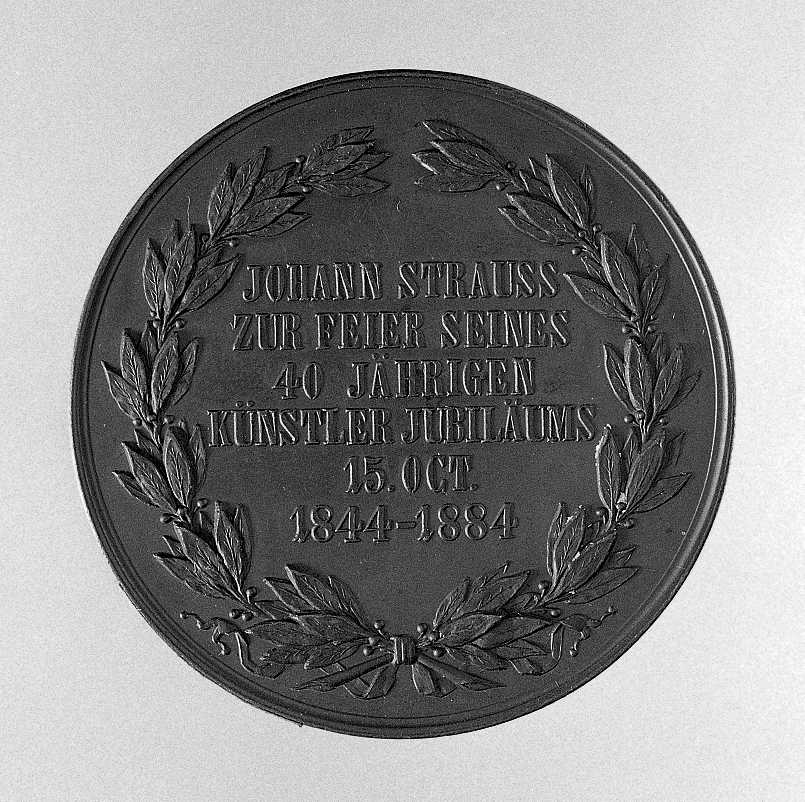 JOHANN STRAUSS
ZUR FEIER SEINES
40 JÄHRIGEN
KÜNSTLER JUBILÄUMS
15. OCT.
1844-1884